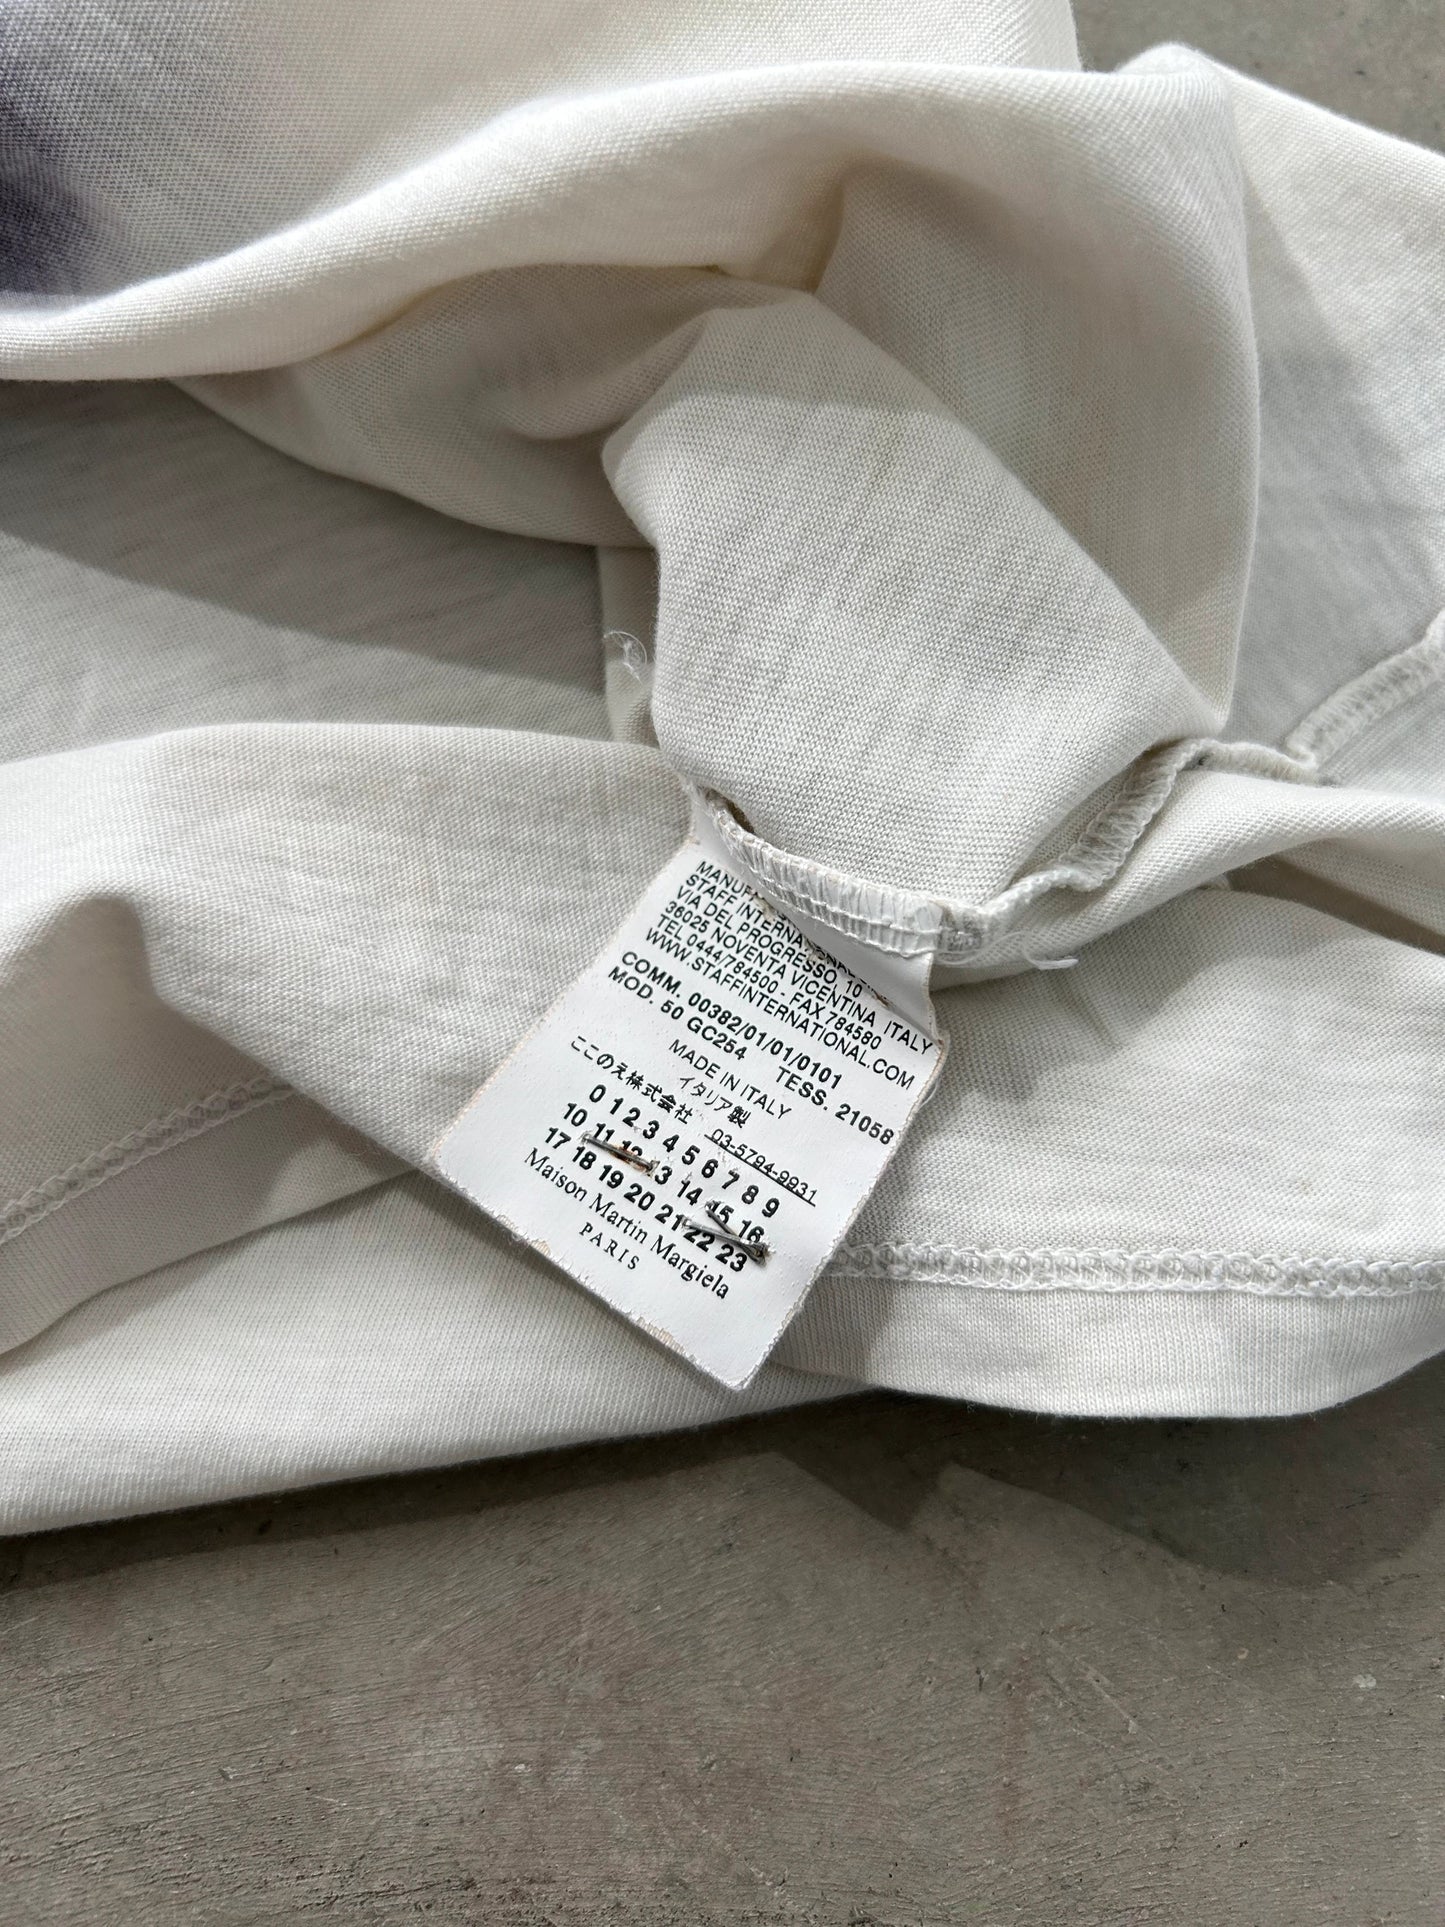 STAFF INTERNA
VIA DEL PROGRESSO, 10
36025 NOVENTA VICENTINA, ITALY
TEL 0444/784500 - FAX 784580
WWW.STAFFINTERNATIONAL.COM
COMM. 00382/01/01/0101
MOD. 50 GC254 TESS. 21058
MADE IN ITALY
イタリア製
ここのえ株式会社 03-5794-9931
0 1 2 3 4 5 6 7 8 9
10 11 12 13 14 15 16
17 18 19 20 21 22 23
Maison Martin Margiela
PARIS